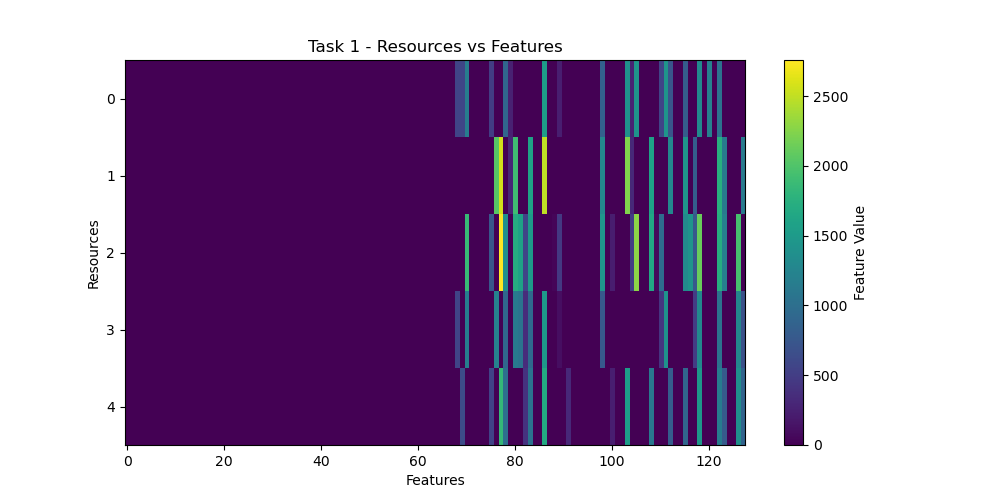 Task 1 - Resources vs Features
Resources
0
1
2
3
4
0 20 40 60 80 100 120
Features
2500
2000
1500
1000
500
0
Feature Value